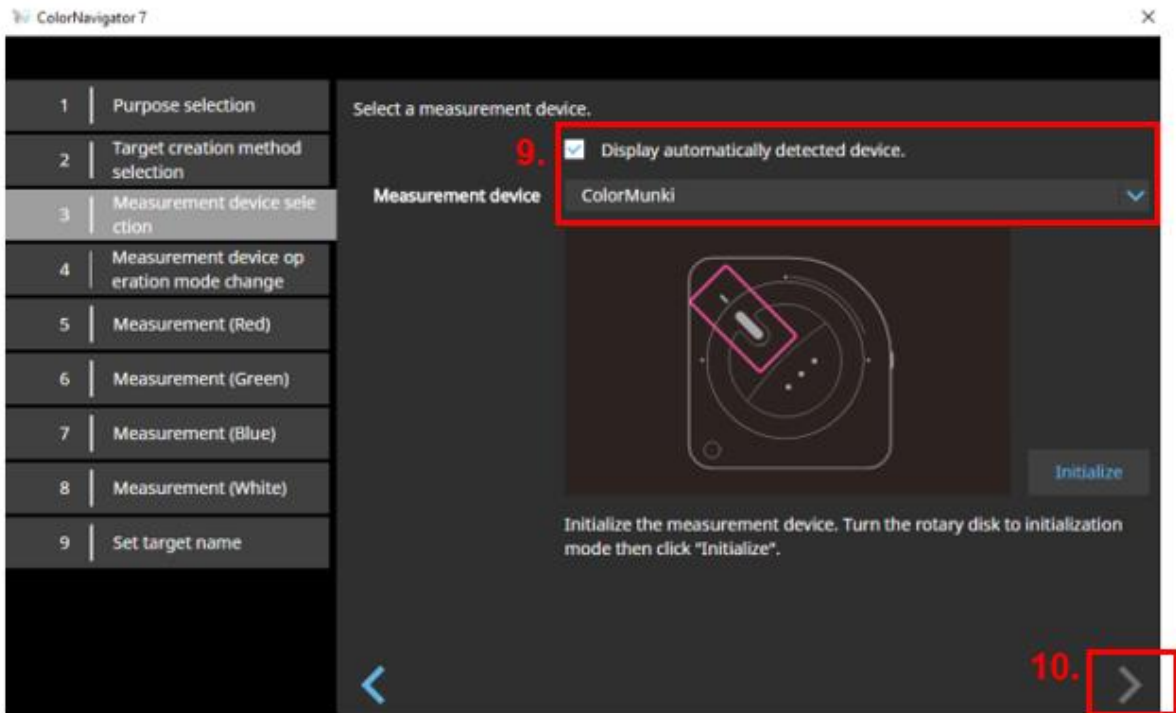 ColorNavigator 7
1 Purpose selection
2 Target creation method
selection
3 Measurement device sele
ction
4 Measurement device op
eration mode change
5 Measurement (Red)
6 Measurement (Green)
7 Measurement (Blue)
8 Measurement (White)
9 Set target name
Select a measurement device.
9. Display automatically detected device.
Measurement device ColorMunki
Initialize
Initialize the measurement device. Turn the rotary disk to initialization
mode then click "Initialize".
10.